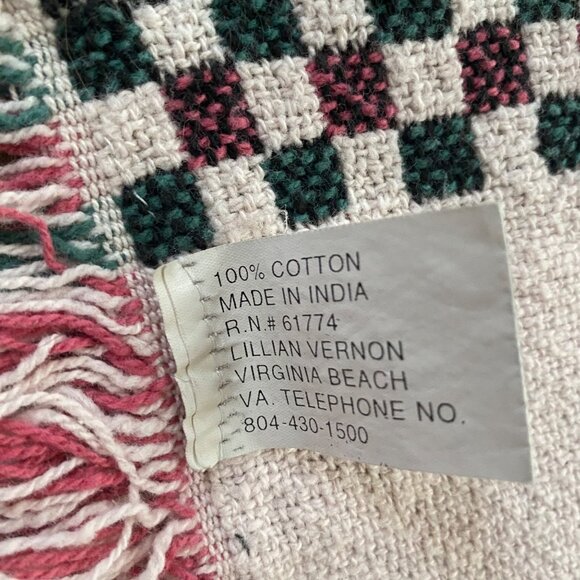 100% COTTON
MADE IN INDIA
R.N.# 61774
LILLIAN VERNON
VIRGINIA BEACH
VA. TELEPHONE NO.
804-430-1500